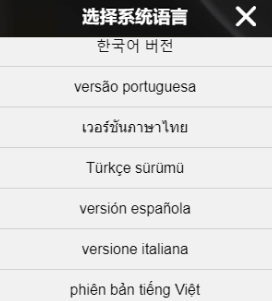 选择系统语言
한국어 버전
versão portuguesa
เวอร์ชันภาษาไทย
Türkçe sürümü
versión española
versione italiana
phiên bản tiếng Việt